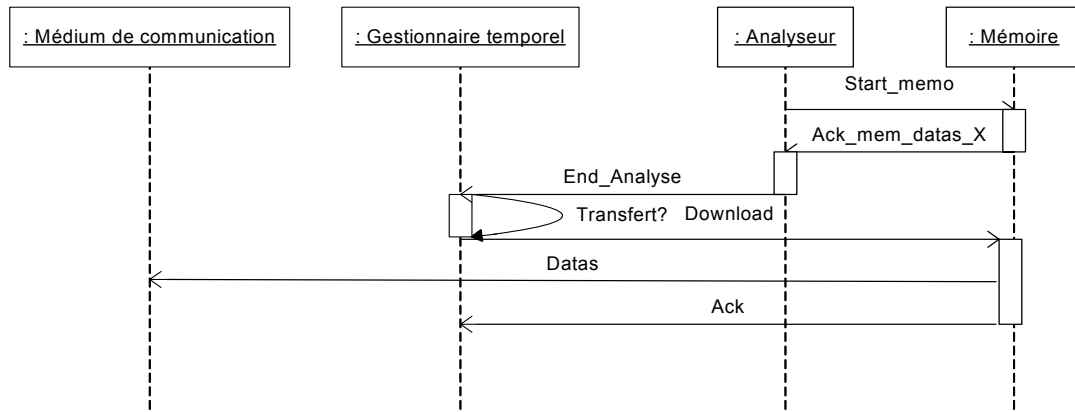 : Médium de communication
: Gestionnaire temporel
: Analyseur
: Mémoire
Start_memo
Ack_mem_datas_X
End_Analyse
Transfert?
Download
Datas
Ack